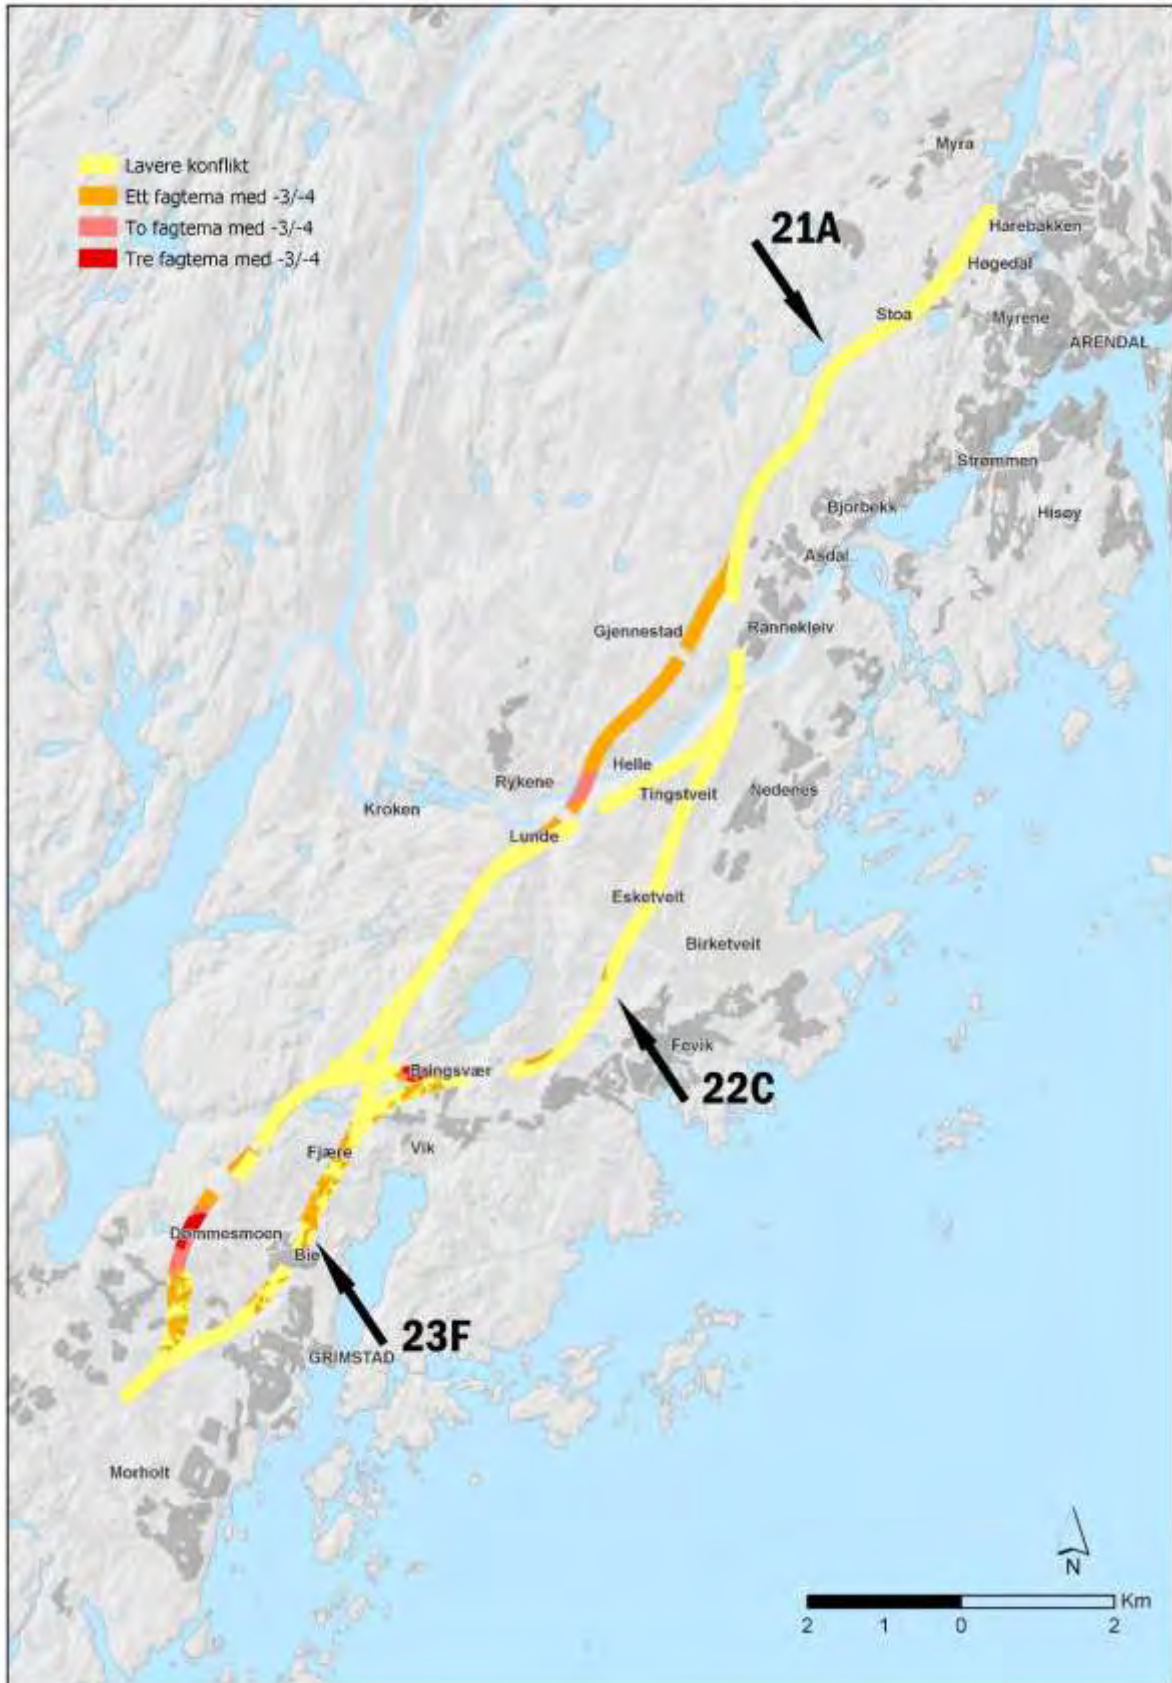 Lavere konflikt
Ett fagtema med -3/-4
To fagtema med -3/-4
Tre fagtema med -3/-4
Myra
21A
Harebakken
Høgedal
Stoa
Myrene
ARENDAL
Strømmen
Bjorbekk
Hisøy
Asdal
Gjennestad
Rannekleiv
Helle
Rykene
Tingstveit
Nedenes
Kroken
Lunde
Esketveit
Birketveit
Fevik
Bringsvær
22C
Vik
Fjære
Dømmesmoen
Bie
23F
GRIMSTAD
Morholt
N
Km
2 1 0 2